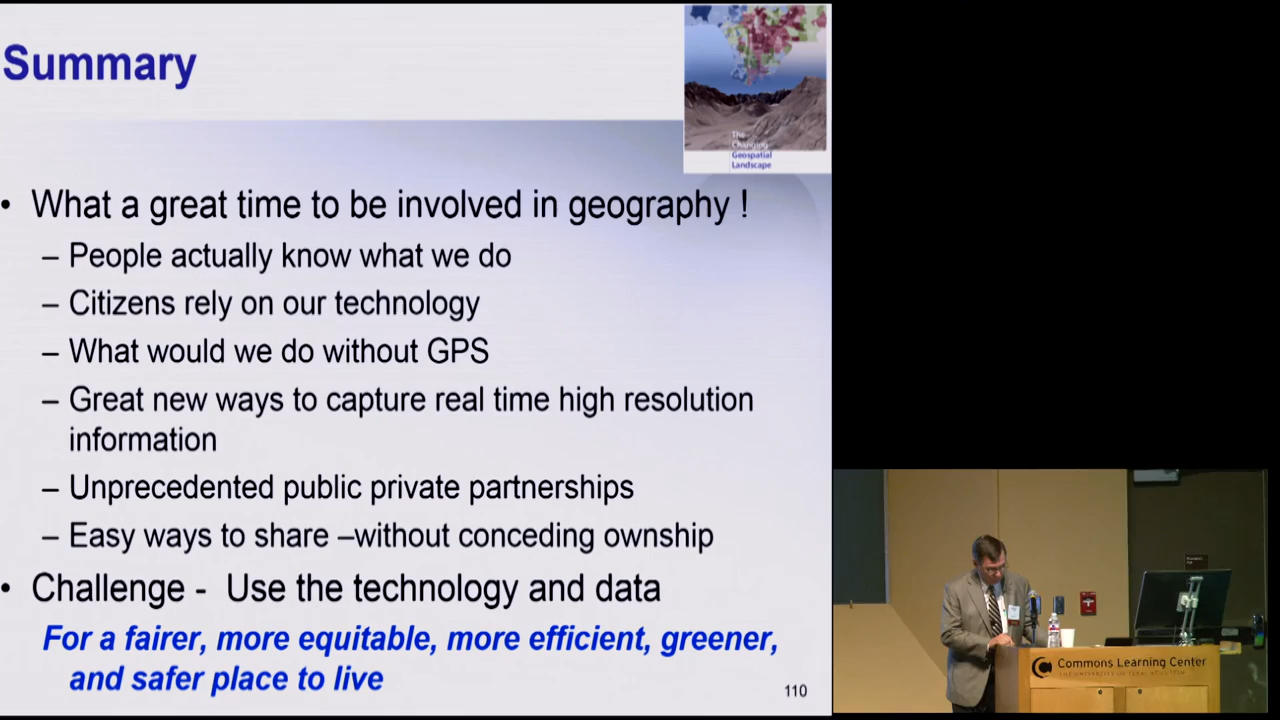 Summary
The
Changing
Geospatial
Landscape
• What a great time to be involved in geography !
– People actually know what we do
– Citizens rely on our technology
– What would we do without GPS
– Great new ways to capture real time high resolution
information
– Unprecedented public private partnerships
– Easy ways to share –without conceding ownship
• Challenge - Use the technology and data
For a fairer, more equitable, more efficient, greener,
and safer place to live
110
Commons Learning Center